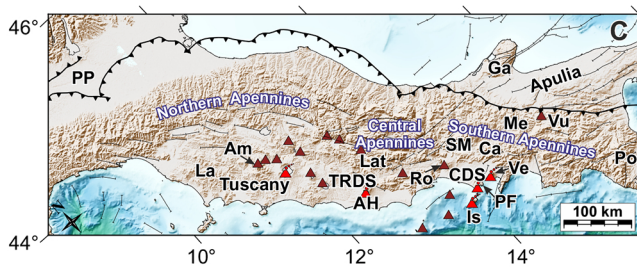 46°
C
PP
Ga
Apulia
Northern Apennines
Central
Apennines
Southern Apennines
Me
Vu
Am
SM
Ca
Po
La
Lat
Ve
Tuscany
TRDS
Ro
CDS
AH
PF
Is
100 km
44°
10°
12°
14°